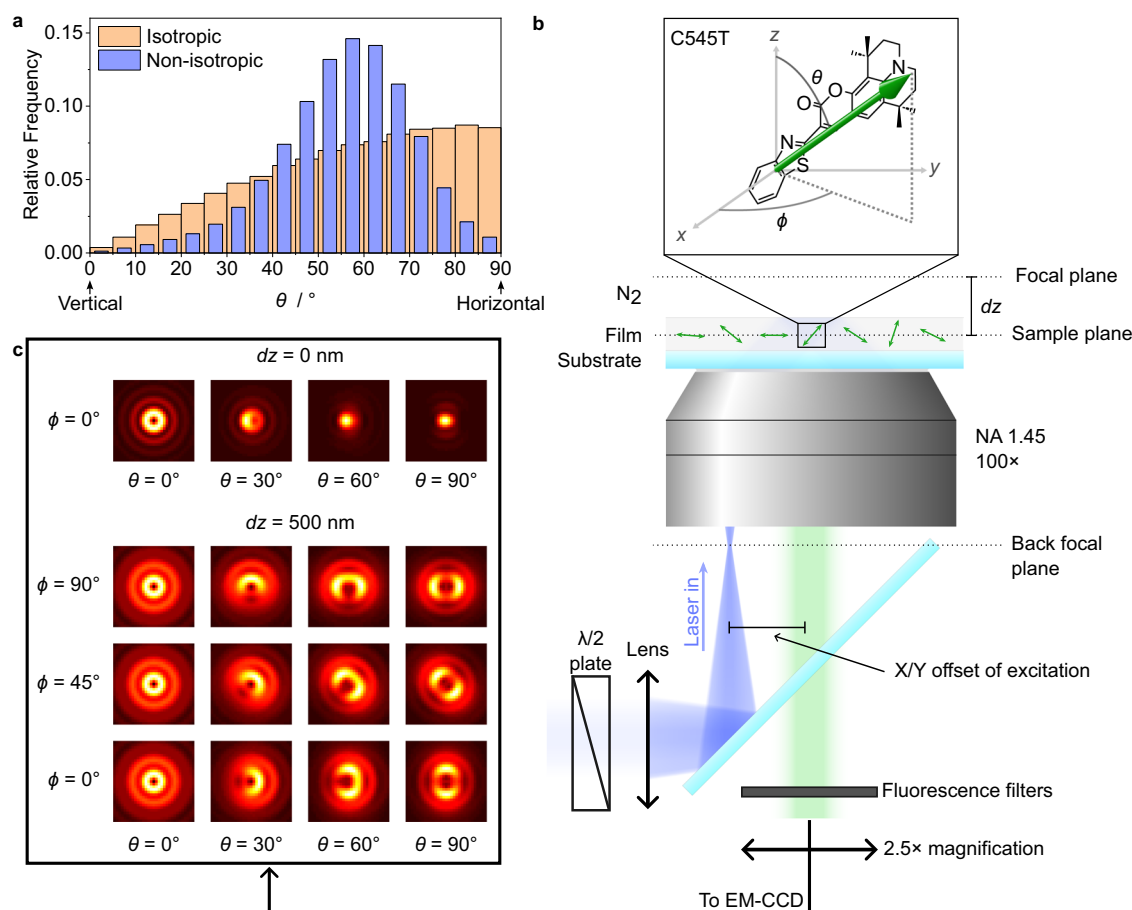 a
0.15
0.10
0.05
0.00
Relative Frequency
Isotropic
Non-isotropic
0 10 20 30 40 50 60 70 80 90
Vertical
θ / °
Horizontal
b
C545T
z
θ
O
O
N
N
S
y
ϕ
x
Focal plane
N2
dz
Film
Sample plane
Substrate
NA 1.45
100×
Back focal
plane
Laser in
λ/2
plate
Lens
X/Y offset of excitation
Fluorescence filters
2.5× magnification
To EM-CCD
c
dz = 0 nm
ϕ = 0°
θ = 0° θ = 30° θ = 60° θ = 90°
dz = 500 nm
ϕ = 90°
ϕ = 45°
ϕ = 0°
θ = 0° θ = 30° θ = 60° θ = 90°